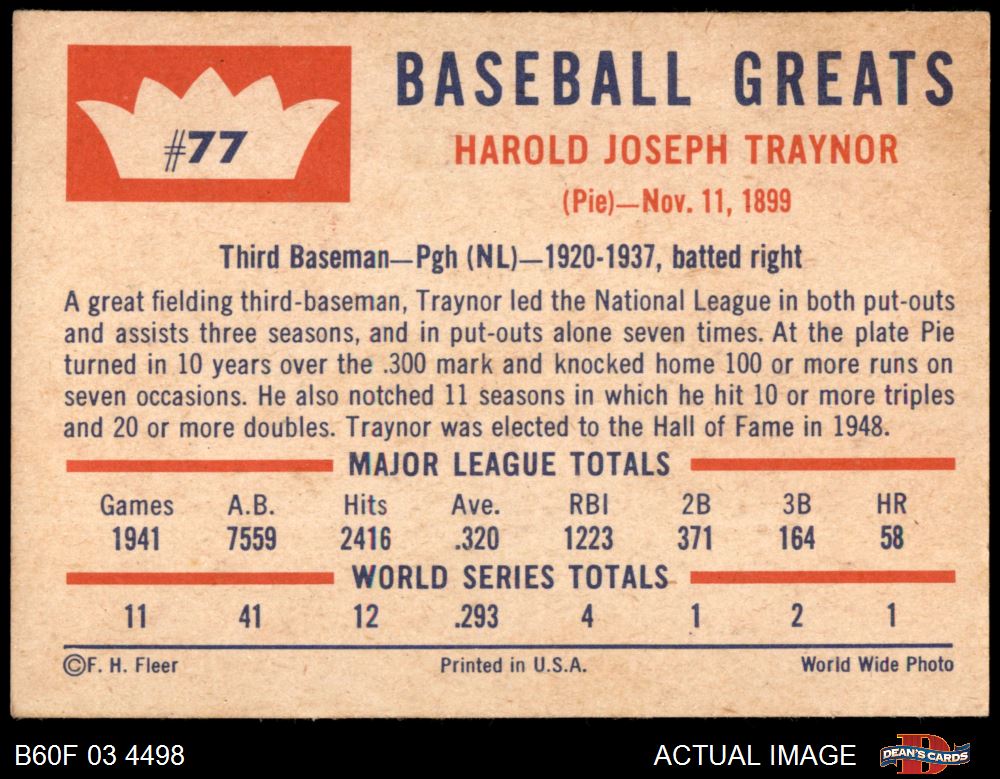 #77
BASEBALL GREATS
HAROLD JOSEPH TRAYNOR
(Pie)—Nov. 11, 1899
Third Baseman—Pgh (NL)—1920-1937, batted right
A great fielding third-baseman, Traynor led the National League in both put-outs
and assists three seasons, and in put-outs alone seven times. At the plate Pie
turned in 10 years over the .300 mark and knocked home 100 or more runs on
seven occasions. He also notched 11 seasons in which he hit 10 or more triples
and 20 or more doubles. Traynor was elected to the Hall of Fame in 1948.
MAJOR LEAGUE TOTALS
Games A.B. Hits Ave. RBI 2B 3B HR
1941 7559 2416 .320 1223 371 164 58
WORLD SERIES TOTALS
11 41 12 .293 4 1 2 1
©F. H. Fleer Printed in U.S.A. World Wide Photo
B60F 03 4498 ACTUAL IMAGE DEAN'S CARDS